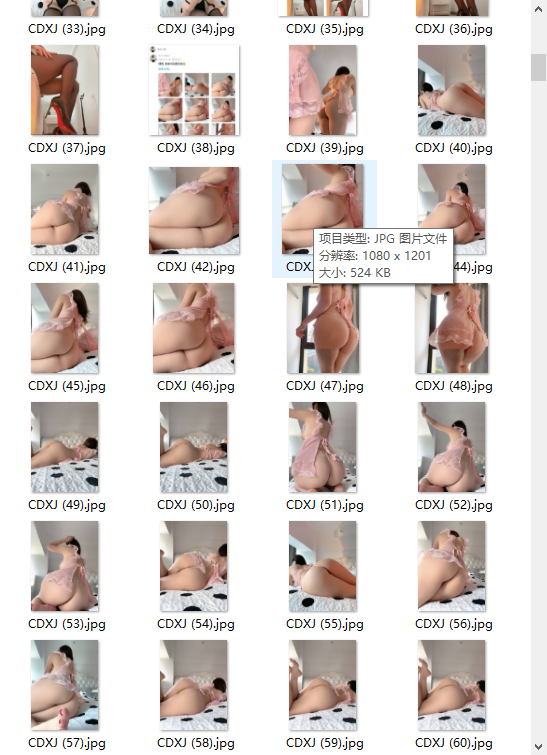 CDXJ (33).jpg
CDXJ (34).jpg
CDXJ (35).jpg
CDXJ (36).jpg
CDXJ (37).jpg
CDXJ (38).jpg
CDXJ (39).jpg
CDXJ (40).jpg
CDXJ (41).jpg
CDXJ (42).jpg
CDX
44).jpg
项目类型: JPG 图片文件
分辨率: 1080 x 1201
大小: 524 KB
CDXJ (45).jpg
CDXJ (46).jpg
CDXJ (47).jpg
CDXJ (48).jpg
CDXJ (49).jpg
CDXJ (50).jpg
CDXJ (51).jpg
CDXJ (52).jpg
CDXJ (53).jpg
CDXJ (54).jpg
CDXJ (55).jpg
CDXJ (56).jpg
CDXJ (57).jpg
CDXJ (58).jpg
CDXJ (59).jpg
CDXJ (60).jpg